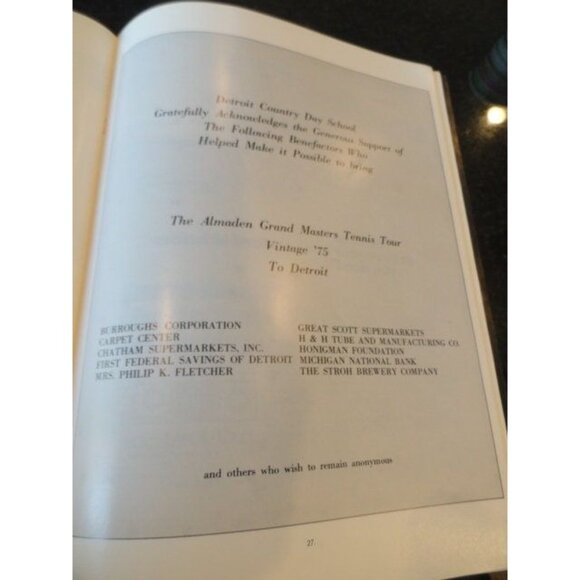 Detroit Country Day School
Gratefully Acknowledges the Generous Support of
The Following Benefactors Who
Helped Make it Possible to bring
The Almaden Grand Masters Tennis Tour
Vintage '75
To Detroit
BURROUGHS CORPORATION
CARPET CENTER
CHATHAM SUPERMARKETS, INC.
FIRST FEDERAL SAVINGS OF DETROIT
MRS. PHILIP K. FLETCHER
GREAT SCOTT SUPERMARKETS
H & H TUBE AND MANUFACTURING CO.
HONIGMAN FOUNDATION
MICHIGAN NATIONAL BANK
THE STROH BREWERY COMPANY
and others who wish to remain anonymous
27